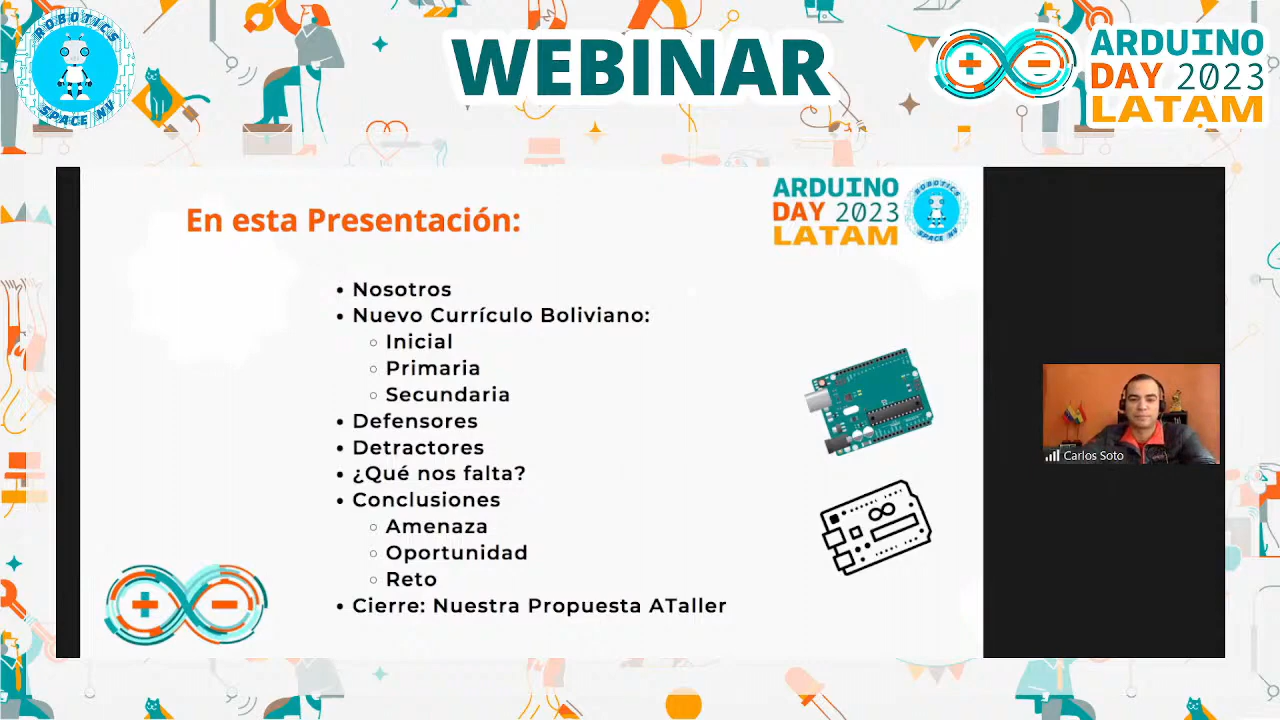 ROBOTICS
SPACE NV
WEBINAR
ARDUINO
DAY 2023
LATAM
En esta Presentación:
ARDUINO
DAY 2023
LATAM
ROBOTICS
SPACE NV
• Nosotros
• Nuevo Currículo Boliviano:
○ Inicial
○ Primaria
○ Secundaria
• Defensores
• Detractores
• ¿Qué nos falta?
• Conclusiones
○ Amenaza
○ Oportunidad
○ Reto
• Cierre: Nuestra Propuesta ATaller
Carlos Soto